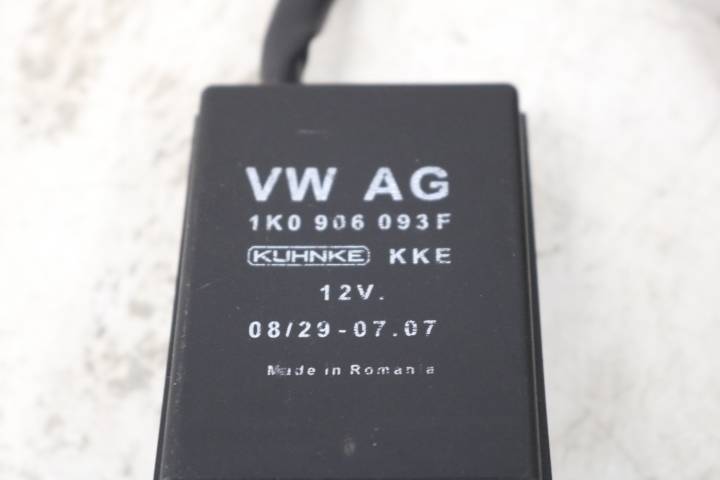 VW AG
1K0 906 093F
KUHNKE KKE
12V.
08/29-07.07
Made in Romania